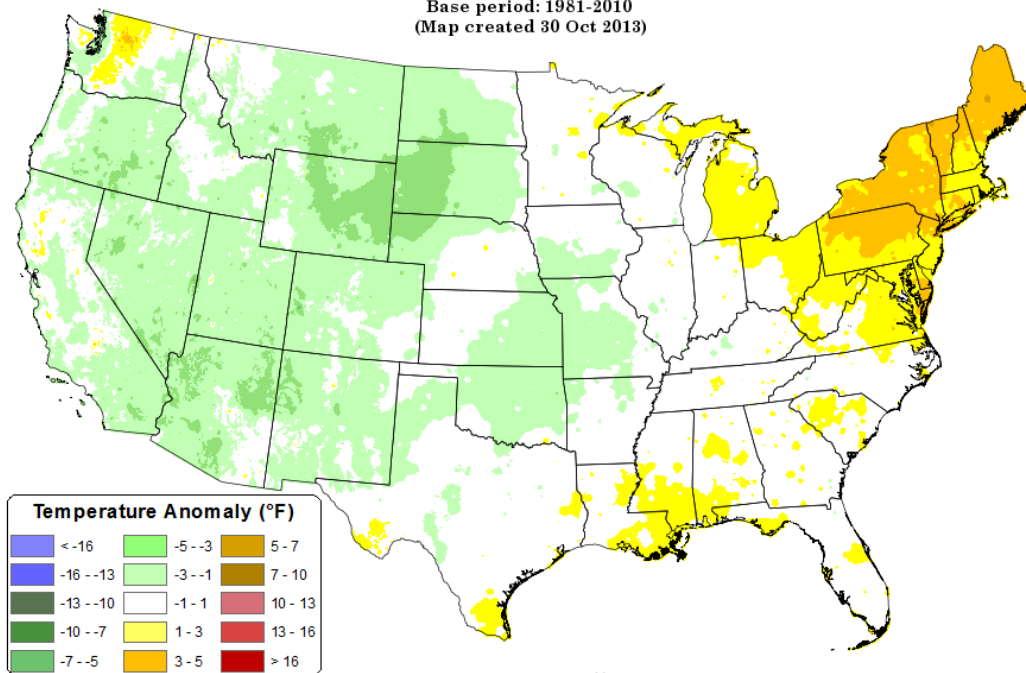 Base period: 1981-2010
(Map created 30 Oct 2013)
Temperature Anomaly (°F)
< -16
-5 - -3
5 - 7
-16 - -13
-3 - -1
7 - 10
-13 - -10
-1 - 1
10 - 13
-10 - -7
1 - 3
13 - 16
-7 - -5
3 - 5
> 16